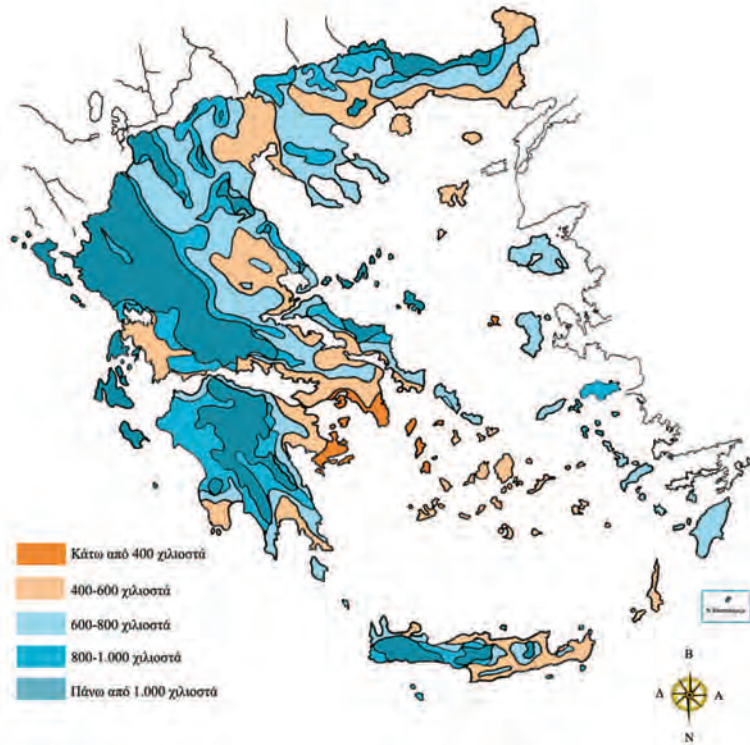 Κάτω από 400 χιλιοστά
400-600 χιλιοστά
600-800 χιλιοστά
800-1.000 χιλιοστά
Πάνω από 1.000 χιλιοστά
Β
Δ
Α
Ν